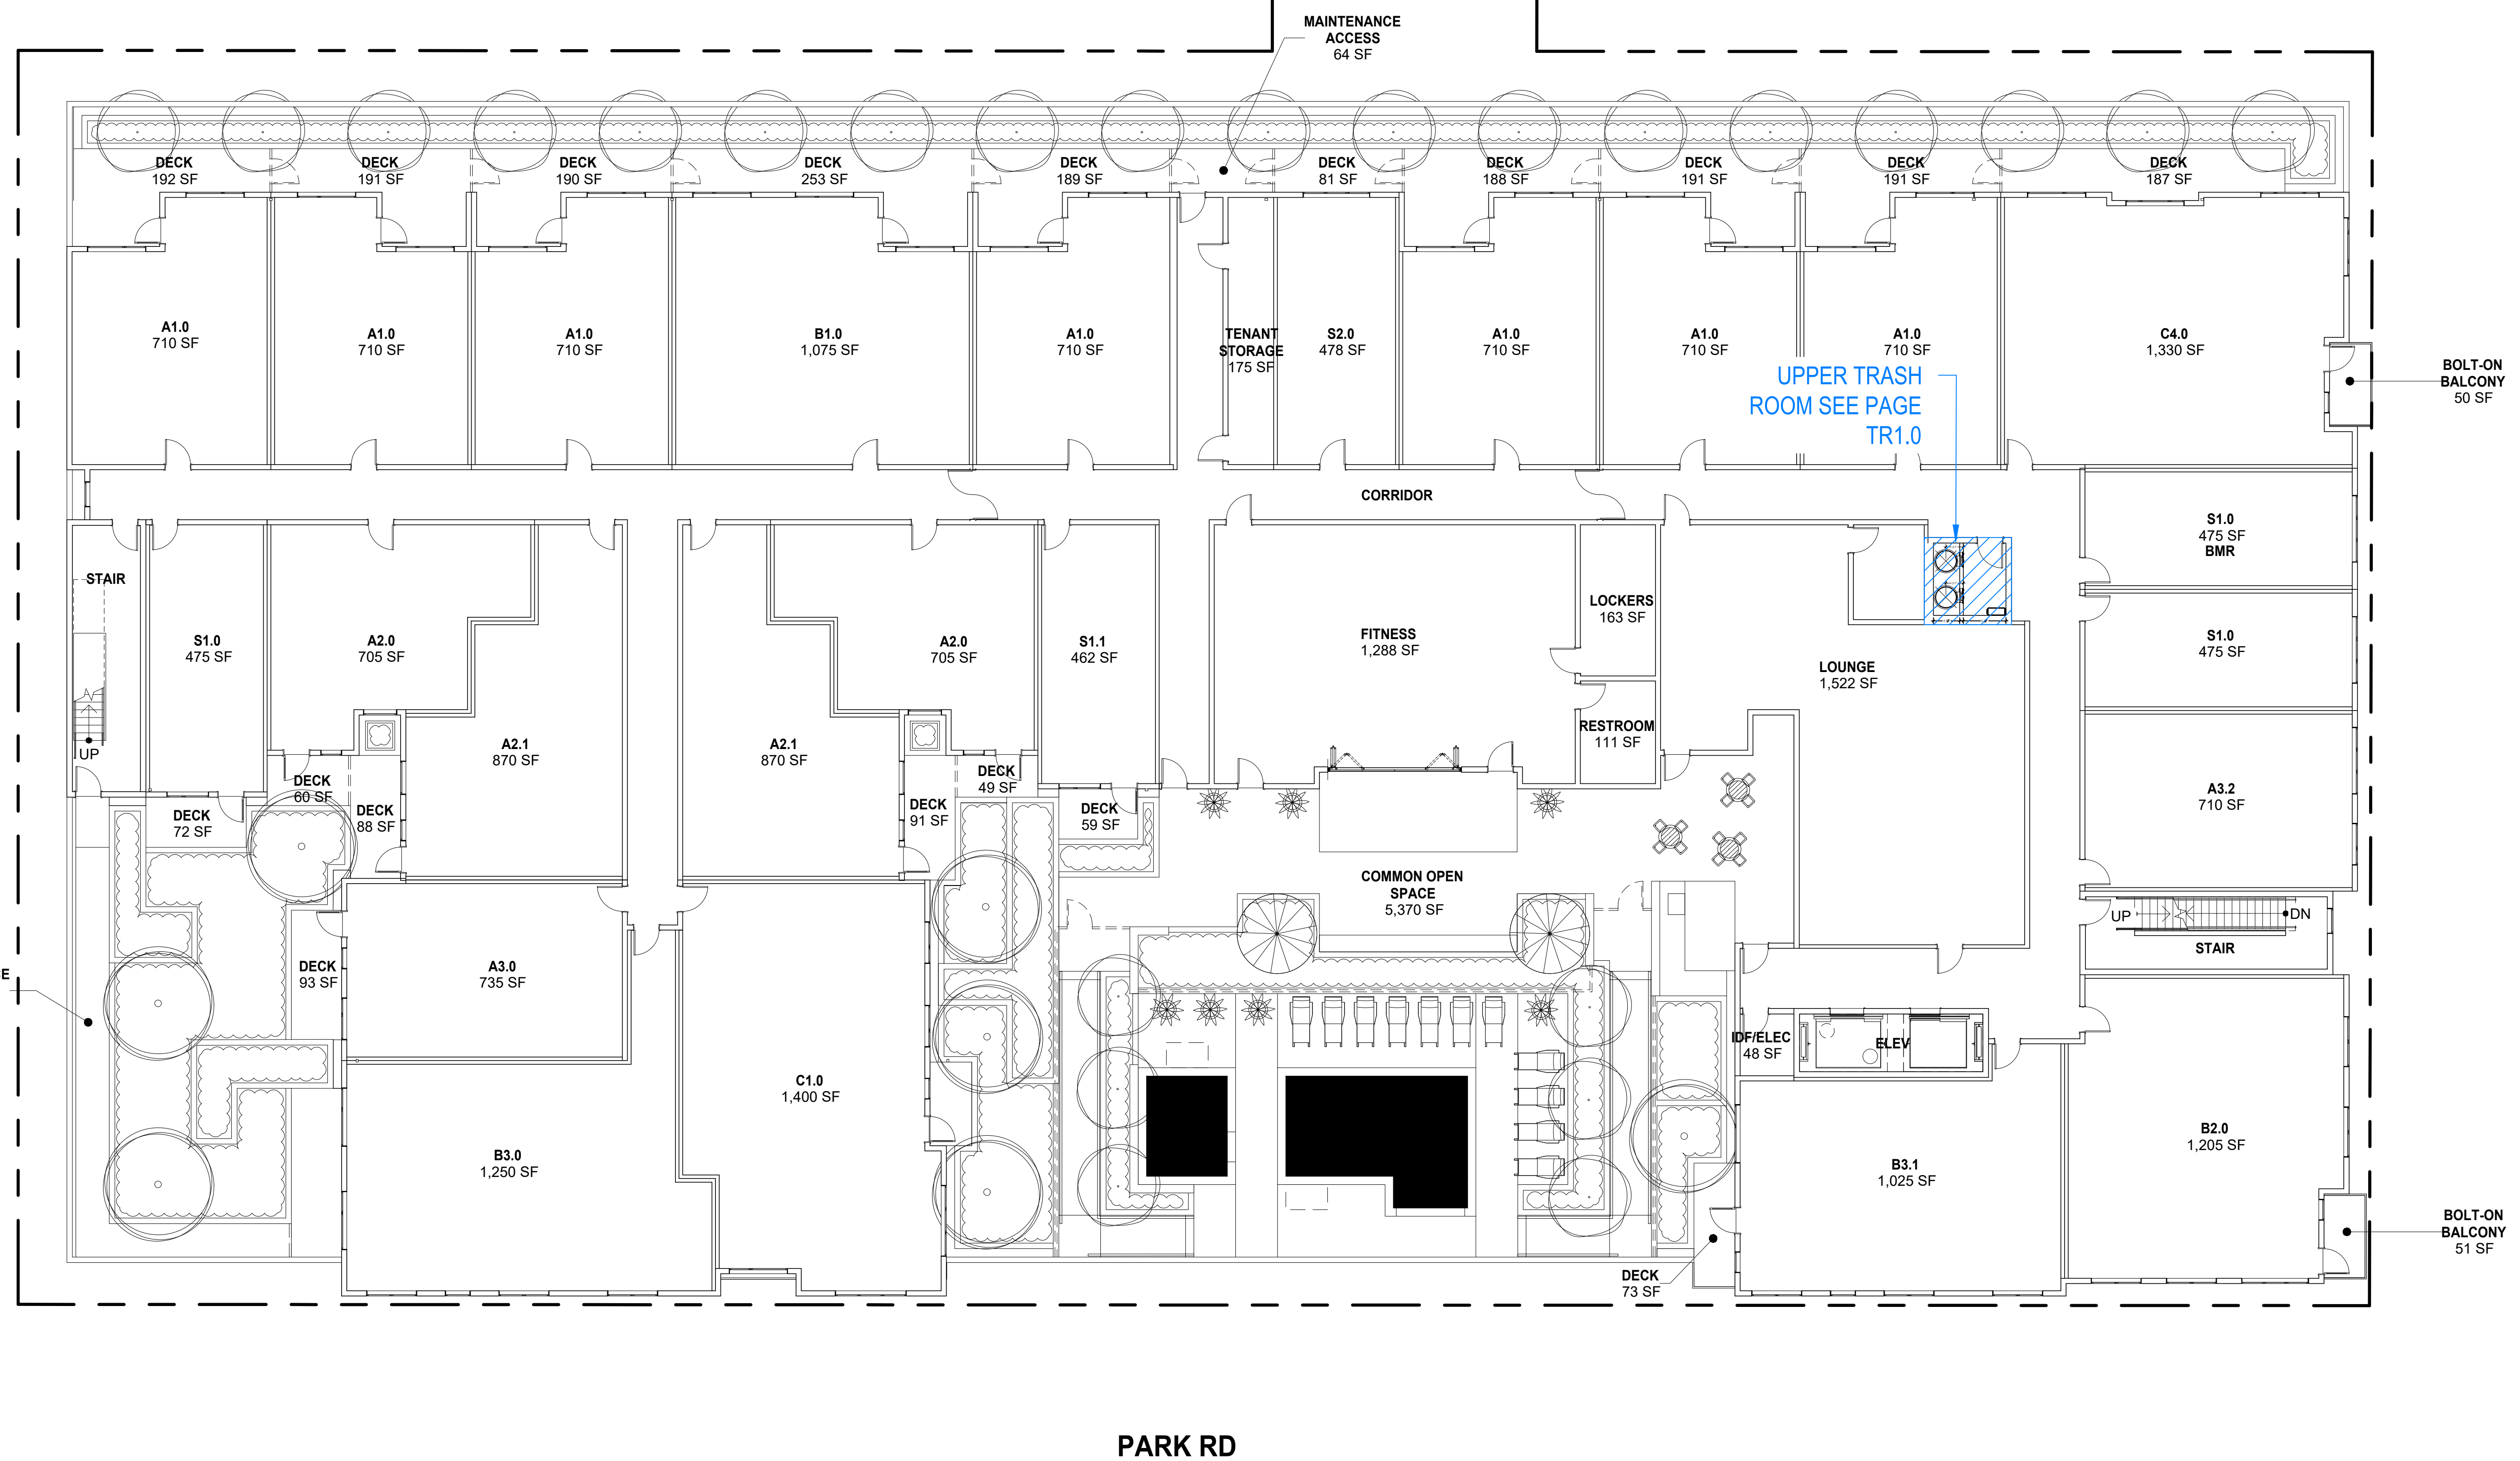 MAINTENANCE
ACCESS
64 SF
DECK
192 SF
DECK
191 SF
DECK
190 SF
DECK
253 SF
DECK
189 SF
DECK
81 SF
DECK
188 SF
DECK
191 SF
DECK
191 SF
DECK
187 SF
A1.0
710 SF
A1.0
710 SF
A1.0
710 SF
B1.0
1,075 SF
A1.0
710 SF
TENANT
STORAGE
175 SF
S2.0
478 SF
A1.0
710 SF
A1.0
710 SF
A1.0
710 SF
C4.0
1,330 SF
UPPER TRASH
ROOM SEE PAGE
TR1.0
BOLT-ON
BALCONY
50 SF
CORRIDOR
S1.0
475 SF
BMR
STAIR
UP
S1.0
475 SF
A2.0
705 SF
A2.1
870 SF
A2.1
870 SF
A2.0
705 SF
S1.1
462 SF
FITNESS
1,288 SF
LOCKERS
163 SF
RESTROOM
111 SF
LOUNGE
1,522 SF
S1.0
475 SF
A3.2
710 SF
DECK
72 SF
DECK
60 SF
DECK
88 SF
DECK
91 SF
DECK
49 SF
DECK
59 SF
COMMON OPEN
SPACE
5,370 SF
UP
DN
STAIR
CE
DECK
93 SF
A3.0
735 SF
C1.0
1,400 SF
B3.0
1,250 SF
IDF/ELEC
48 SF
ELEV
B3.1
1,025 SF
B2.0
1,205 SF
DECK
73 SF
BOLT-ON
BALCONY
51 SF
PARK RD